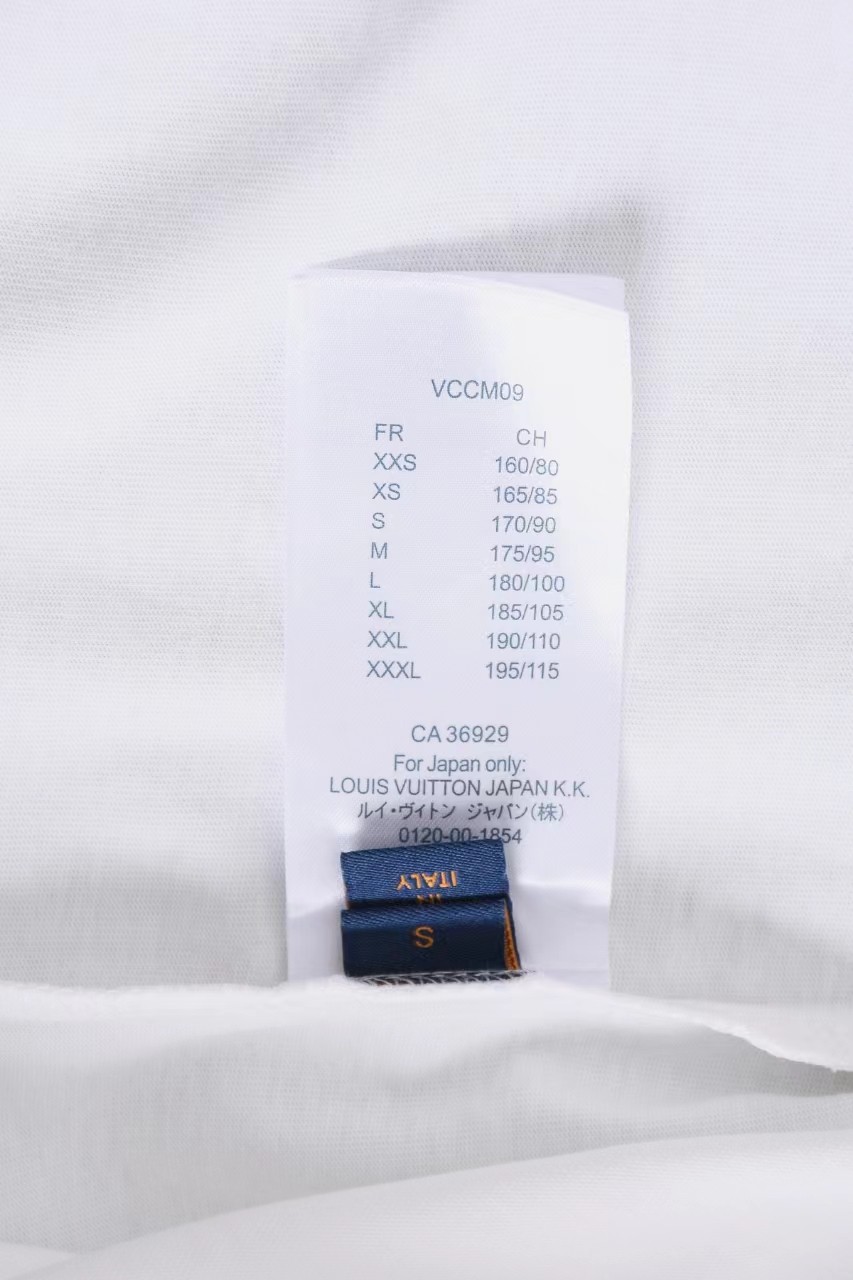 VCCM09
FR CH
XXS 160/80
XS 165/85
S 170/90
M 175/95
L 180/100
XL 185/105
XXL 190/110
XXXL 195/115
CA 36929
For Japan only:
LOUIS VUITTON JAPAN K.K.
ルイ・ヴィトン ジャパン(株)
0120-00-1854
ITALY
IN
S